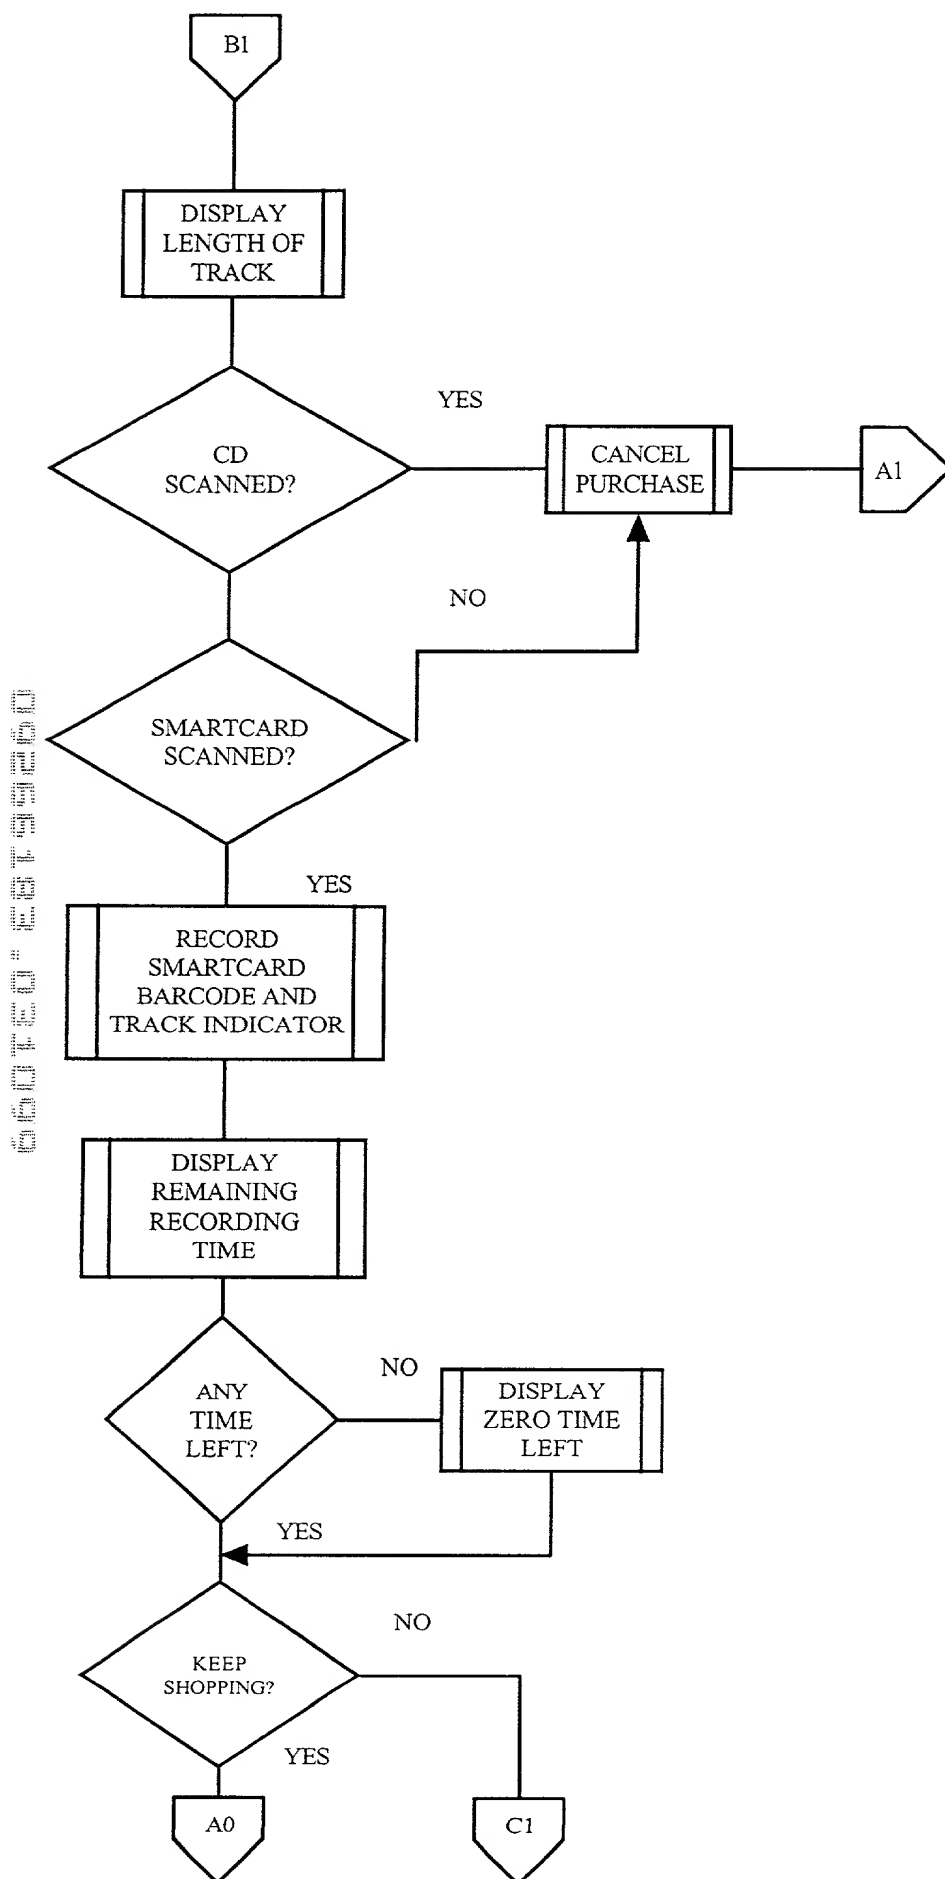 B1
DISPLAY
LENGTH OF
TRACK
YES
CD
SCANNED?
CANCEL
PURCHASE
A1
NO
SMARTCARD
SCANNED?
YES
RECORD
SMARTCARD
BARCODE AND
TRACK INDICATOR
DISPLAY
REMAINING
RECORDING
TIME
NO
ANY
TIME
LEFT?
DISPLAY
ZERO TIME
LEFT
YES
NO
KEEP
SHOPPING?
YES
A0
C1